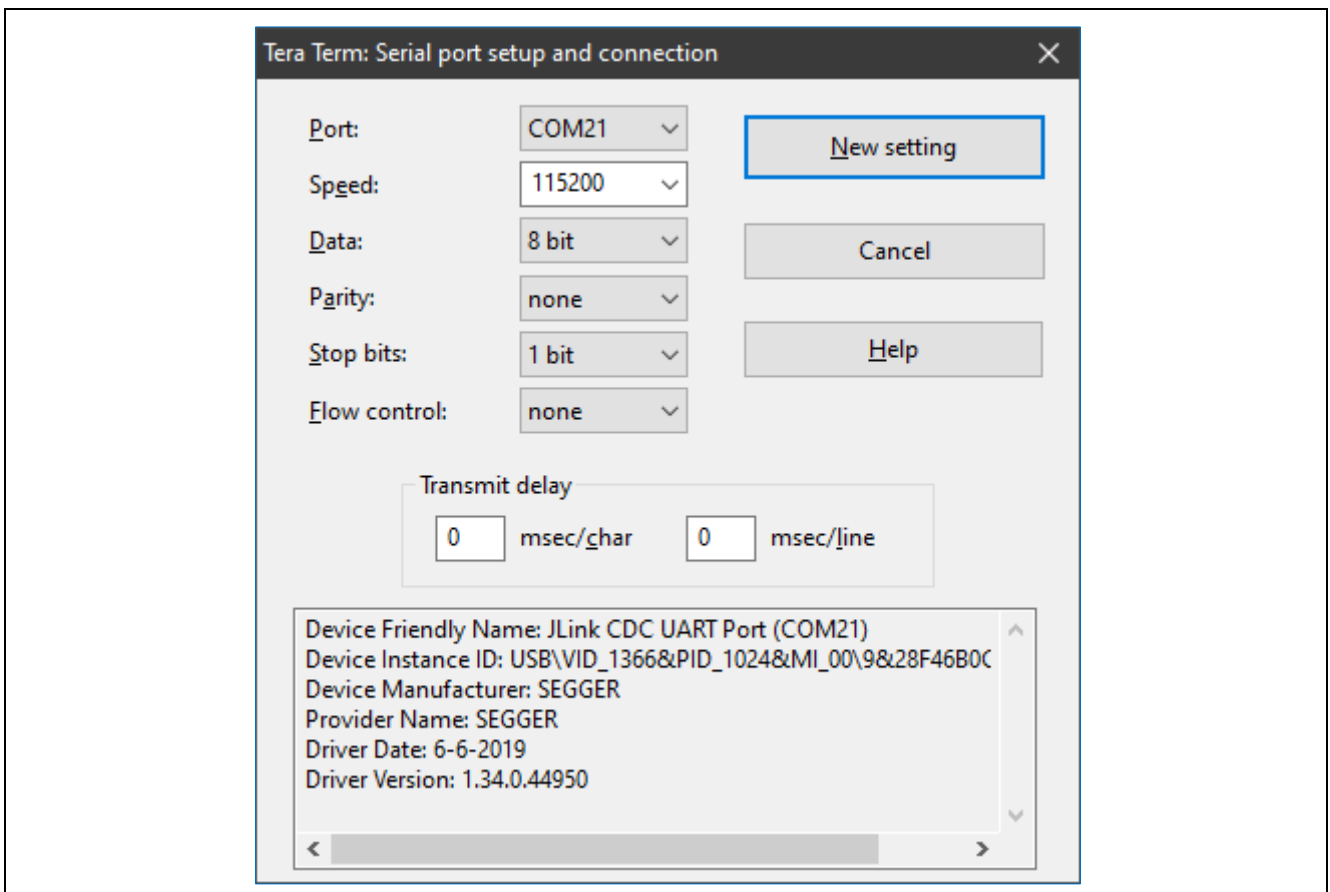 Tera Term: Serial port setup and connection
Port: COM21 New setting
Speed: 115200
Data: 8 bit Cancel
Parity: none
Stop bits: 1 bit Help
Flow control: none
Transmit delay
0 msec/char 0 msec/line
Device Friendly Name: JLink CDC UART Port (COM21)
Device Instance ID: USB\VID_1366&PID_1024&MI_00\9&28F46B0C
Device Manufacturer: SEGGER
Provider Name: SEGGER
Driver Date: 6-6-2019
Driver Version: 1.34.0.44950